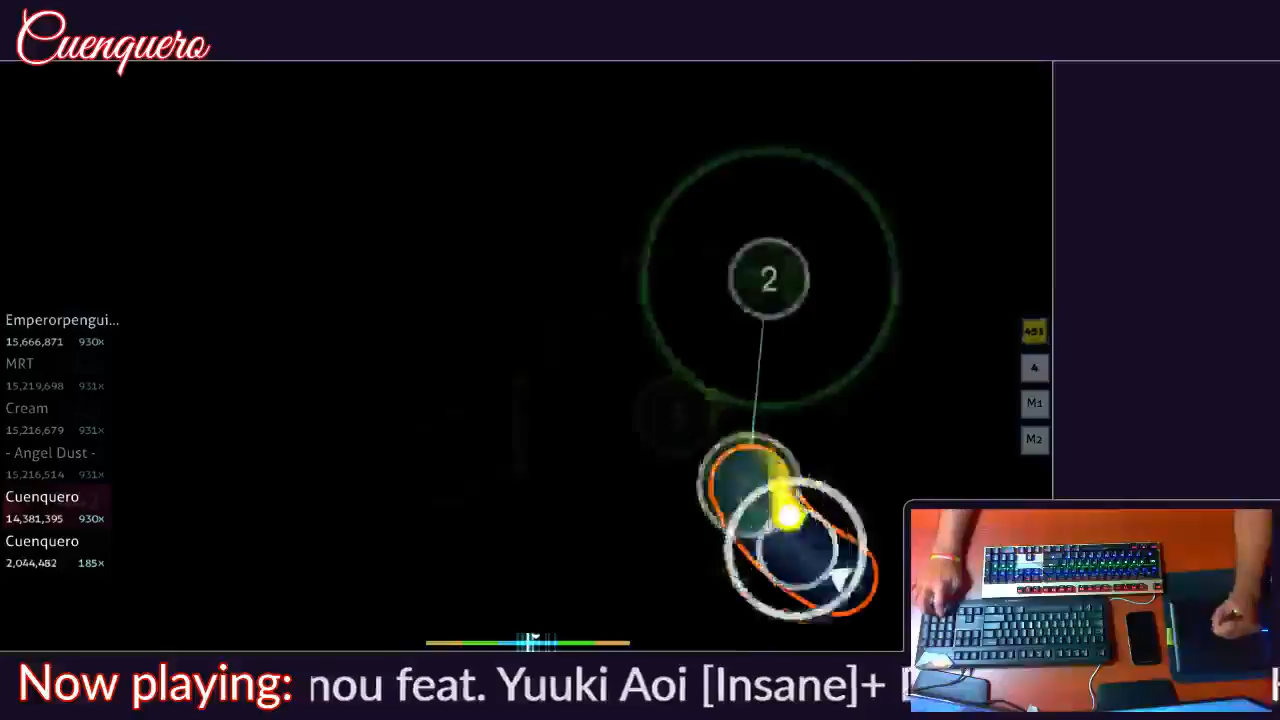 Cuenquero
2
Emperorpengui...
15,666,871 930x
MRT
15,219,698 931x
Cream
15,216,679 931x
- Angel Dust -
15,216,514 931x
Cuenquero
14,381,395 930x
Cuenquero
2,044,482 185x
453
4
M1
M2
Now playing: nou feat. Yuuki Aoi [Insane]+